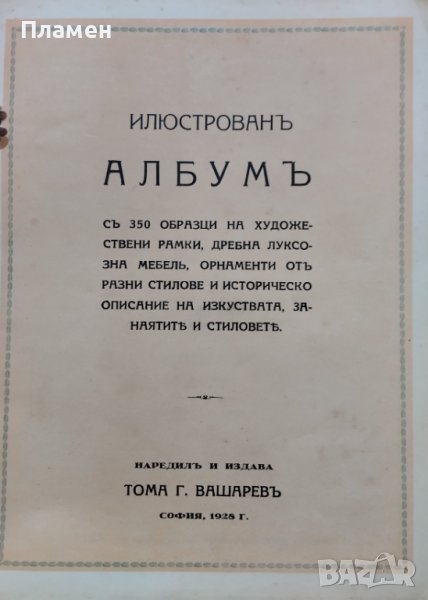 Пламен
ИЛЮСТРОВАНЪ
АЛБУМЪ
СЪ 350 ОБРАЗЦИ НА ХУДОЖЕ-
СТВЕНИ РАМКИ, ДРЕБНА ЛУКСО-
ЗНА МЕБЕЛЬ, ОРНАМЕНТИ ОТЪ
РАЗНИ СТИЛОВЕ И ИСТОРИЧЕСКО
ОПИСАНИЕ НА ИЗКУСТВАТА, ЗА-
НАЯТИТѢ И СТИЛОВЕТѢ.
НАРЕДИЛЪ И ИЗДАВА
ТОМА Г. ВАШАРЕВЪ
СОФИЯ, 1928 Г.
BAZAR